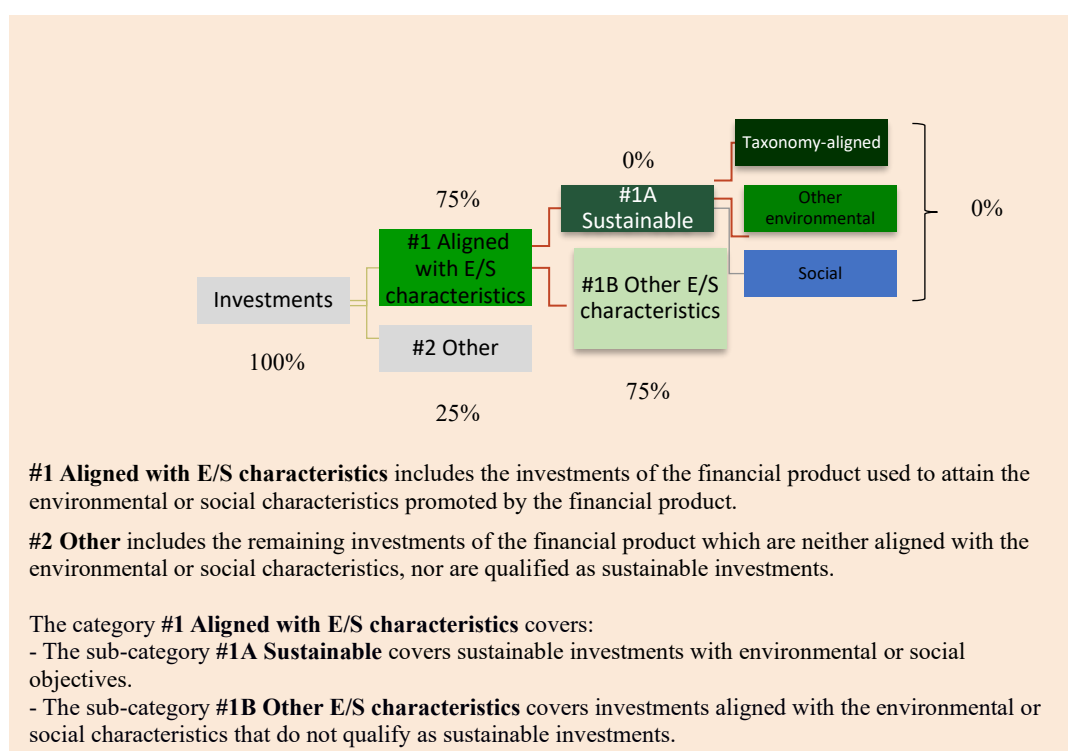 Taxonomy-aligned
0%
75%
#1A
Sustainable
Other
environmental
0%
#1 Aligned
with E/S
characteristics
Social
#1B Other E/S
characteristics
Investments
#2 Other
100%
75%
25%
#1 Aligned with E/S characteristics includes the investments of the financial product used to attain the
environmental or social characteristics promoted by the financial product.
#2 Other includes the remaining investments of the financial product which are neither aligned with the
environmental or social characteristics, nor are qualified as sustainable investments.
The category #1 Aligned with E/S characteristics covers:
- The sub-category #1A Sustainable covers sustainable investments with environmental or social
objectives.
- The sub-category #1B Other E/S characteristics covers investments aligned with the environmental or
social characteristics that do not qualify as sustainable investments.